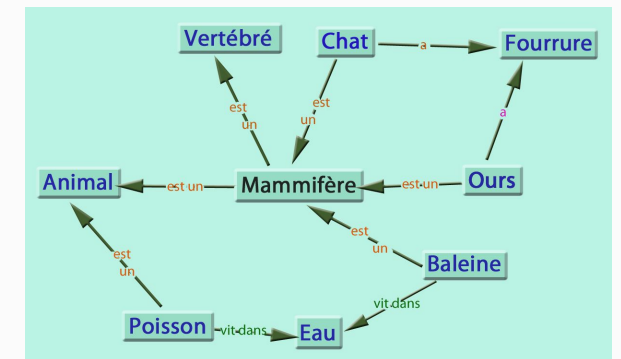 Vertébré
Chat
a
Fourrure
est
un
est
un
a
Animal
est un
Mammifère
est un
Ours
est
un
est
un
Baleine
vit dans
Poisson
vit dans
Eau